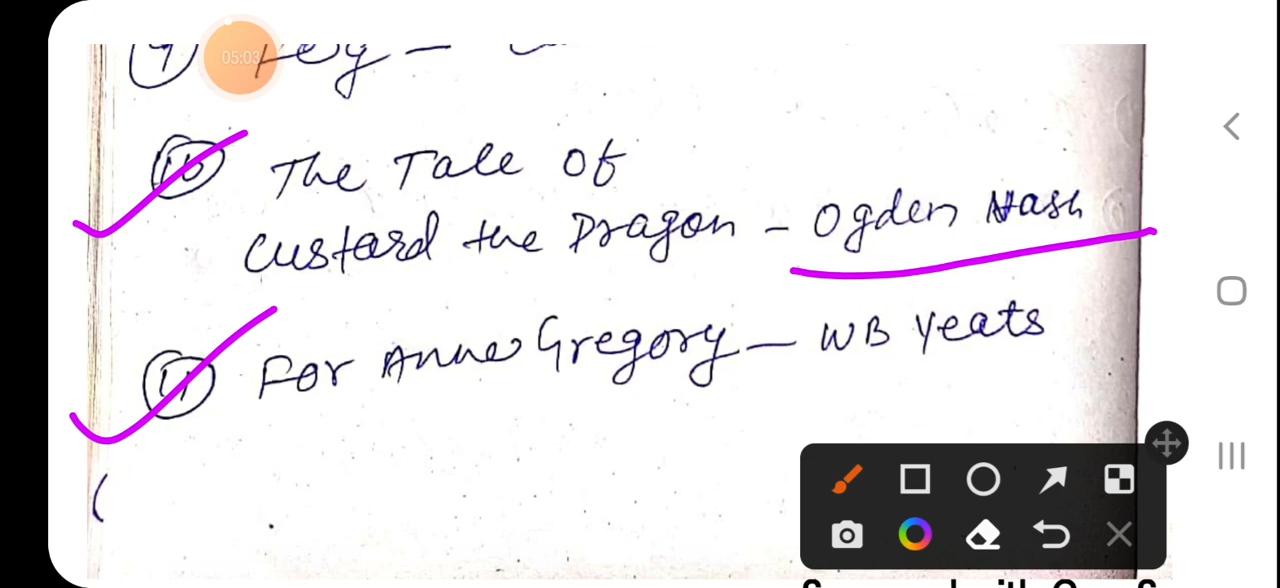 05:03
(10) The Tale Of
Custard the Dragon - Ogden Nash
(11) For Anne Gregory - WB Yeats
(